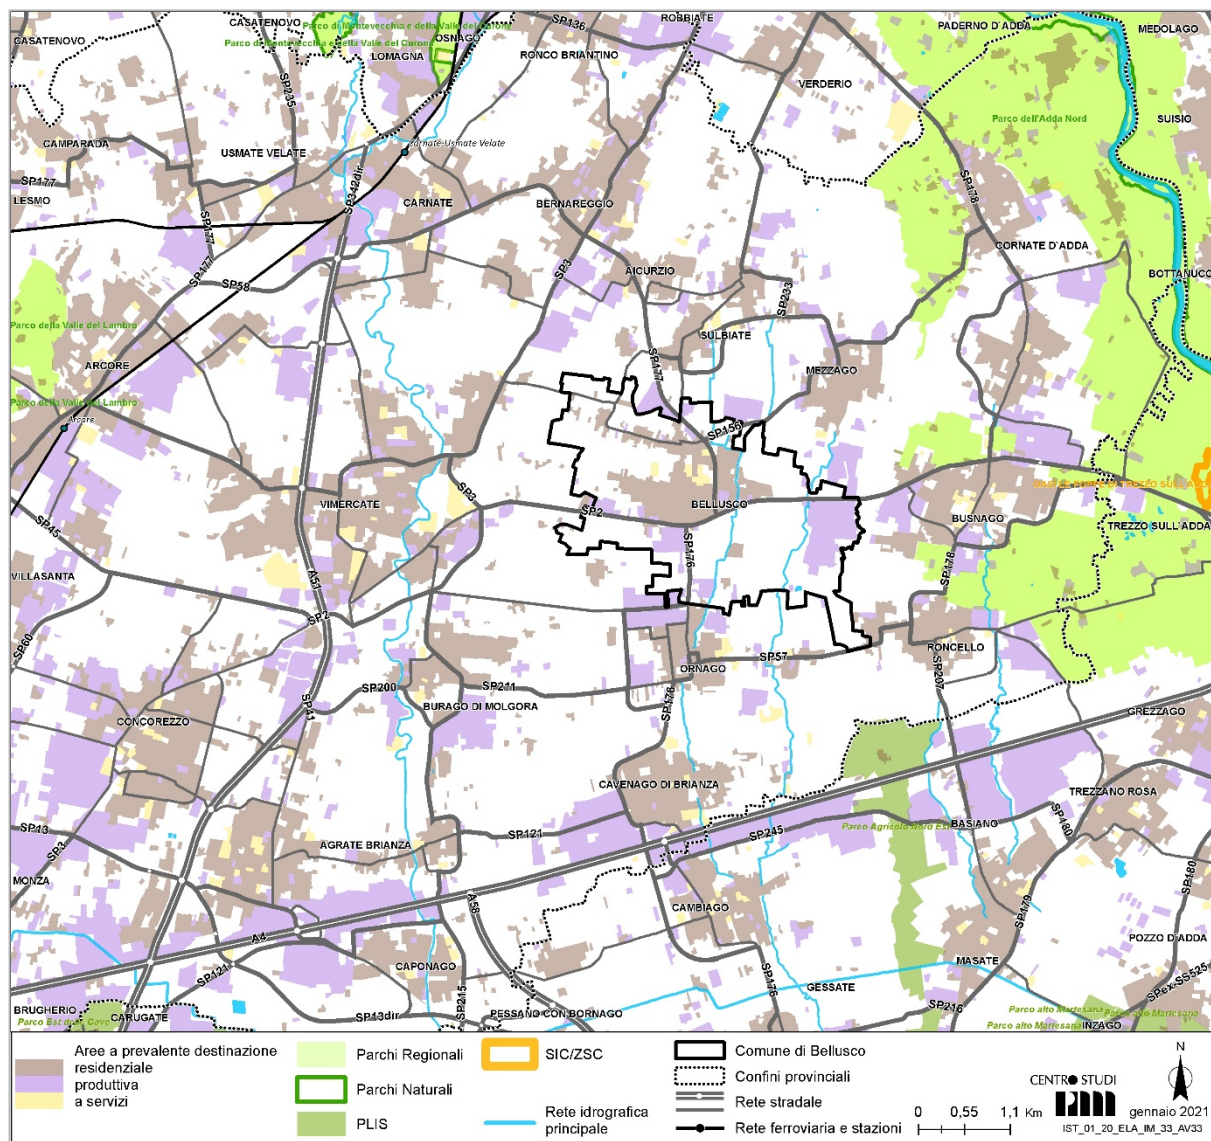 CASATENOVO
SP136
ROBBIATE
PADERNO D'ADDA
MEDOLAGO
Parco di Montevecchia e della Valle del Curone
CASATENOVO
Parco di Montevecchia e della Valle del Curone
OSNAGO
LOMAGNA
RONCO BRIANTINO
VERDERIO
SP235
Parco dell'Adda Nord
SUISIO
CAMPARADA
USMATE VELATE
Carnate-Usmate Velate
SP177
LESMO
SP342dir
CARNATE
BERNAREGGIO
SP178
SP177
CORNATE D'ADDA
SP177
SP58
SP3
AICURZIO
BOTTANUCO
SP233
Parco della Valle del Lambro
SULBIATE
ARCORE
SP177
MEZZAGO
Parco della Valle del Lambro
Arcore
SP156
SP3
VIMERCATE
SP2
BELLUSCO
BUSNAGO
TREZZO SULL'ADDA
SP45
SP176
VILLASANTA
A51
SP178
SP2
SP60
RONCELLO
ORNAGO
SP57
SP207
SP200
SP211
SP176
SP41
BURAGO DI MOLGORA
GREZZAGO
CONCOREZZO
CAVENAGO DI BRIANZA
TREZZANO ROSA
SP13
SP121
SP245
Parco Agricolo Nord Est
BASIANO
SP180
SP3
AGRATE BRIANZA
MONZA
SP180
A58
CAMBIAGO
SP179
A4
POZZO D'ADDA
SP121
CAPONAGO
MASATE
SP176
GESSATE
SPex-SS525
BRUGHERIO
CARUGATE
SP13dir
SP215
PESSANO CON BORNAGO
SP216
Parco alto Martesana
Parco alto Martesana
Parco alto Martesana
INZAGO
Aree a prevalente destinazione
residenziale
produttiva
a servizi
Parchi Regionali
Parchi Naturali
PLIS
SIC/ZSC
Rete idrografica
principale
Comune di Bellusco
Confini provinciali
Rete stradale
Rete ferroviaria e stazioni
0 0,55 1,1 Km
N
CENTRO STUDI
PIM
gennaio 2021
IST_01_20_ELA_IM_33_AV33